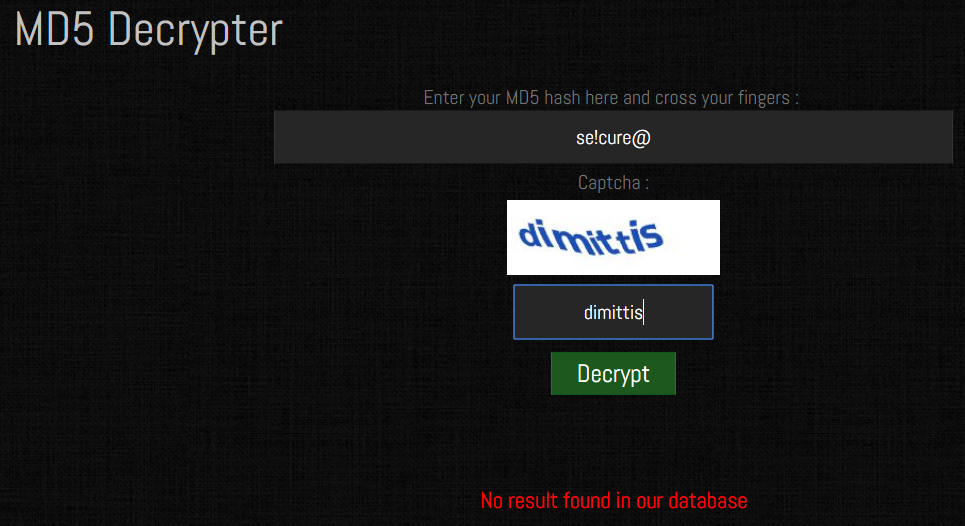 MD5 Decrypter
Enter your MD5 hash here and cross your fingers :
se!cure@
Captcha :
dimittis
dimittis
Decrypt
No result found in our database